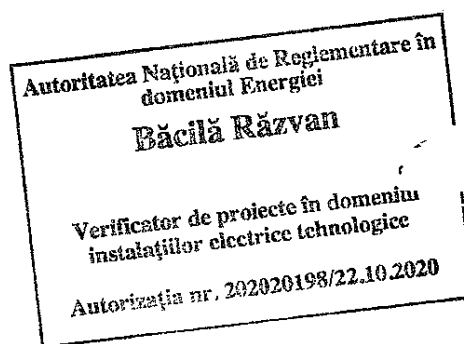 Autoritatea Națională de Reglementare în
domeniul Energiei
Băcilă Răzvan
Verificator de proiecte în domeniul
instalațiilor electrice tehnologice
Autorizația nr. 202020198/22.10.2020